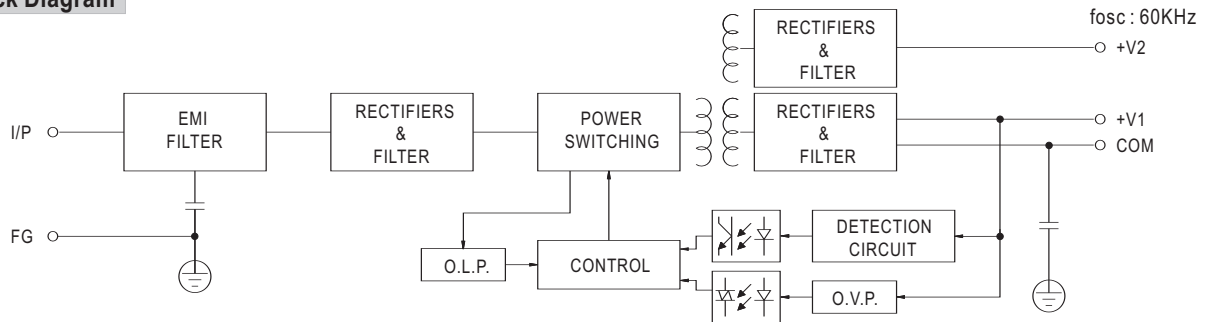 ck Diagram
fosc : 60KHz
RECTIFIERS
&
FILTER
+V2
I/P
EMI
FILTER
RECTIFIERS
&
FILTER
POWER
SWITCHING
RECTIFIERS
&
FILTER
+V1
COM
FG
O.L.P.
CONTROL
DETECTION
CIRCUIT
O.V.P.